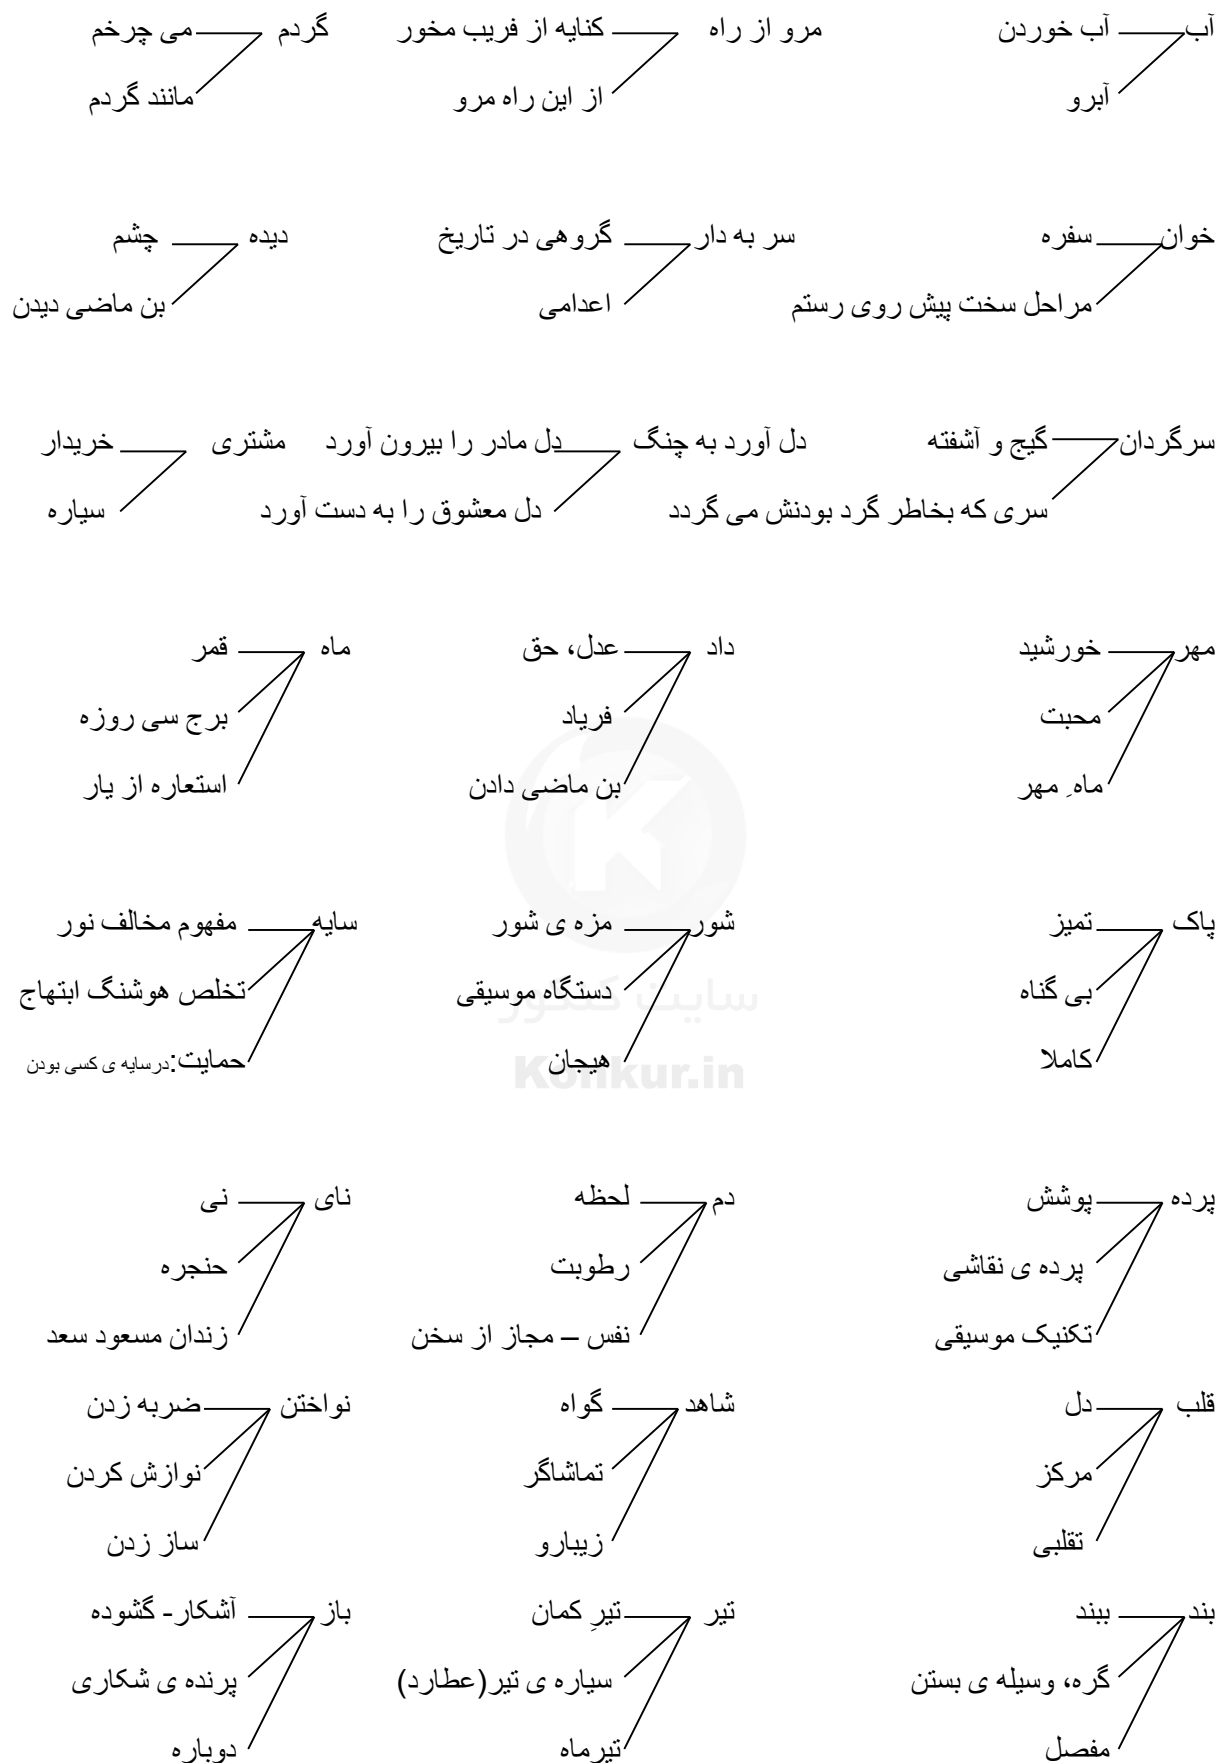 آب آب خوردن مرو از راه کنایه از فریب مخور گردم می چرخم
آبرو از این راه مرو مانند گردم
خوان سفره سر به دار گروهی در تاریخ دیده چشم
مراحل سخت پیش روی رستم اعدامی بن ماضی دیدن
سرگردان گیج و آشفته دل آورد به چنگ دل مادر را بیرون آورد مشتری خریدار
سری که بخاطر گرد بودنش می گردد دل معشوق را به دست آورد سیاره
مهر خورشید داد عدل، حق ماه قمر
محبت فریاد برج سی روزه
ماهِ مهر بن ماضی دادن استعاره از یار
پاک تمیز شور مزه ی شور سایه مفهوم مخالف نور
بی گناه دستگاه موسیقی تخلص هوشنگ ابتهاج
سایت کنکور
کاملا هیجان حمایت:درسایه ی کسی بودن
Konkur.in
پرده پوشش دم لحظه نای نی
پرده ی نقاشی رطوبت حنجره
تکنیک موسیقی نفس – مجاز از سخن زندان مسعود سعد
قلب دل شاهد گواه نواختن ضربه زدن
مرکز تماشاگر نوازش کردن
تقلبی زیبارو ساز زدن
بند ببند تیر تیرِ کمان باز آشکار- گشوده
گره، وسیله ی بستن سیاره ی تیر(عطارد) پرنده ی شکاری
مفصل تیرماه دوباره